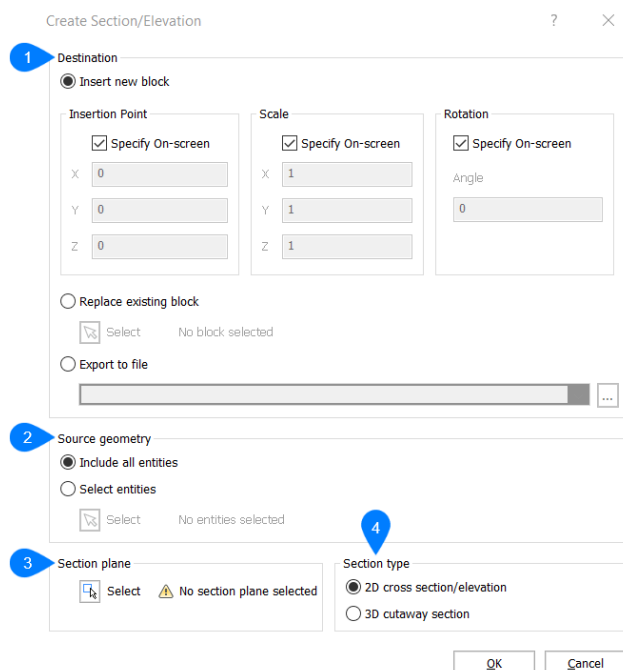 Create Section/Elevation ? ×
1 Destination
Insert new block
Insertion Point Scale Rotation
Specify On-screen Specify On-screen Specify On-screen
X 0 X 1 Angle
Y 0 Y 1 0
Z 0 Z 1
Replace existing block
Select No block selected
Export to file
...
2 Source geometry
Include all entities
Select entities
Select No entities selected
4
3 Section plane Section type
Select No section plane selected 2D cross section/elevation
3D cutaway section
OK Cancel